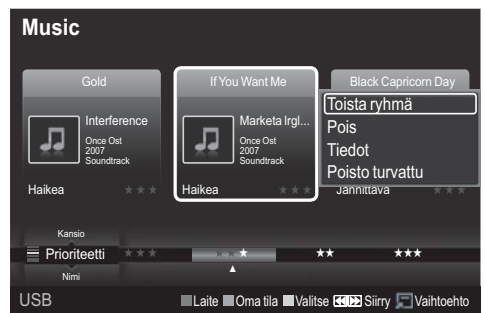 Music
Gold
If You Want Me
Black Capricorn Day
Interference
Once Ost
2007
Soundtrack
Haikea
Marketa Irgl...
Once Ost
2007
Soundtrack
Haikea
Toista ryhmä
Pois
Tiedot
Poisto turvattu
Jännittävä
Kansio
Prioriteetti
Nimi
USB
Laite Oma tila Valitse Siirry Vaihtoehto